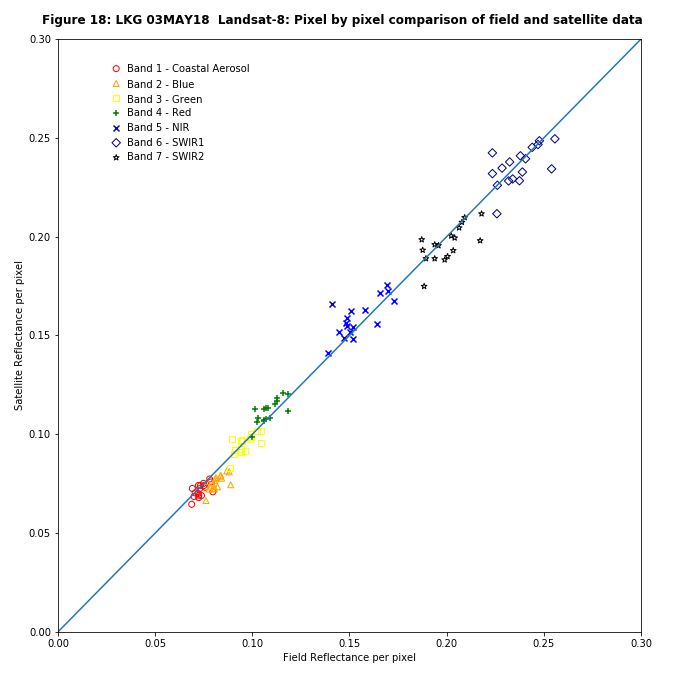 Figure 18: LKG 03MAY18  Landsat-8: Pixel by pixel comparison of field and satellite data
0.30
Band 1 - Coastal Aerosol
Band 2 - Blue
Band 3 - Green
Band 4 - Red
Band 5 - NIR
Band 6 - SWIR1
Band 7 - SWIR2
0.25
0.20
0.15
0.10
0.05
0.00
Satellite Reflectance per pixel
0.00 0.05 0.10 0.15 0.20 0.25 0.30
Field Reflectance per pixel